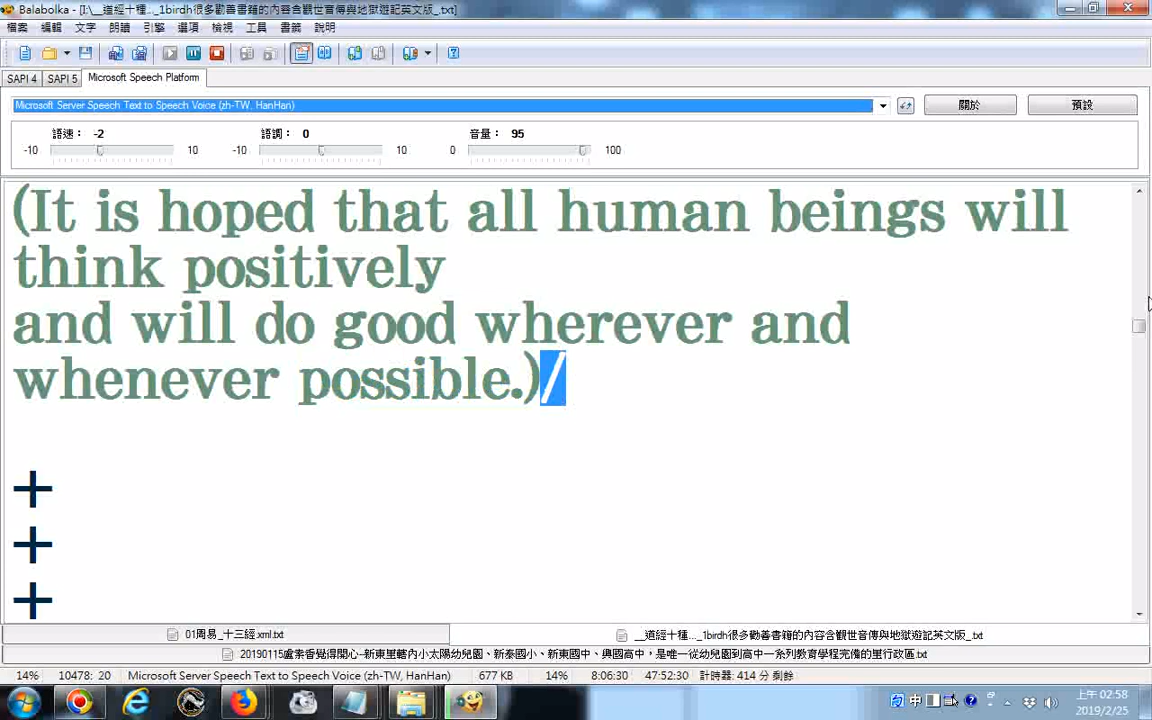 Balabolka - [I:\__道經十種..._1birdh很多勸善書籍的內容含觀世音傳與地獄遊記英文版_.txt]
檔案 編輯 文字 朗讀 引擎 選項 檢視 工具 書籤 說明
SAPI 4 SAPI 5 Microsoft Speech Platform
Microsoft Server Speech Text to Speech Voice (zh-TW, HanHan) 關於 預設
語速： -2 語調： 0 音量： 95
-10 10 -10 10 0 100
(It is hoped that all human beings will
think positively
and will do good wherever and
whenever possible.)/
+
+
+
01周易_十三經.xml.txt __道經十種..._1birdh很多勸善書籍的內容含觀世音傳與地獄遊記英文版_.txt
20190115盧素香覺得開心-新東里轄內小太陽幼兒園、新泰國小、新東國中、興國高中，是唯一從幼兒園到高中一系列教育學程完備的里行政區.txt
14% 10478: 20 Microsoft Server Speech Text to Speech Voice (zh-TW, HanHan) 677 KB 14% 8:06:30 47:52:30 計時器: 414 分 剩餘
中 上午 02:58
2019/2/25